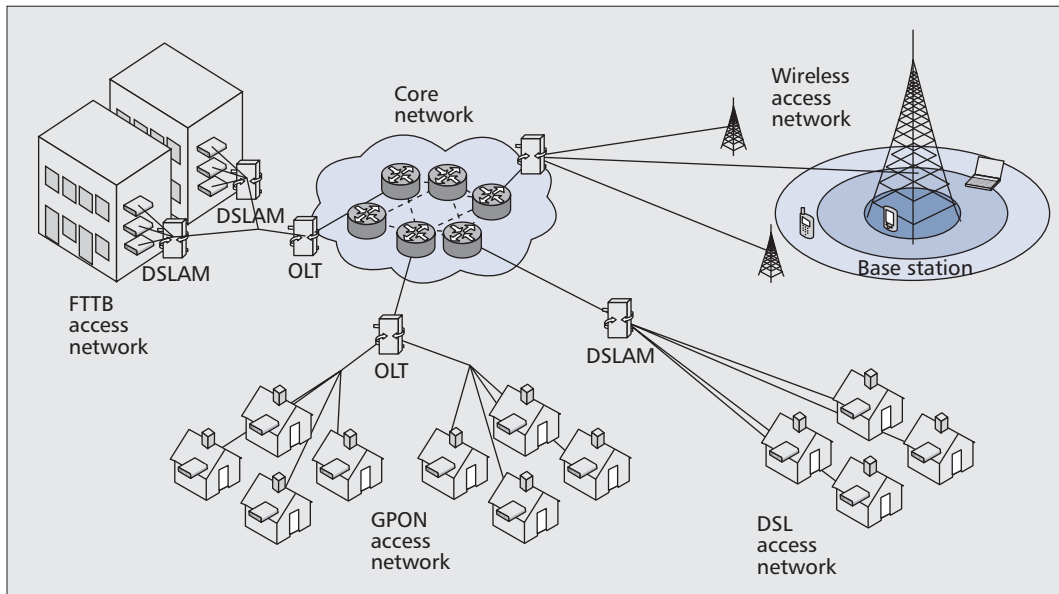 Core
network
Wireless
access
network
DSLAM
DSLAM
OLT
FTTB
access
network
Base station
OLT
DSLAM
GPON
access
network
DSL
access
network